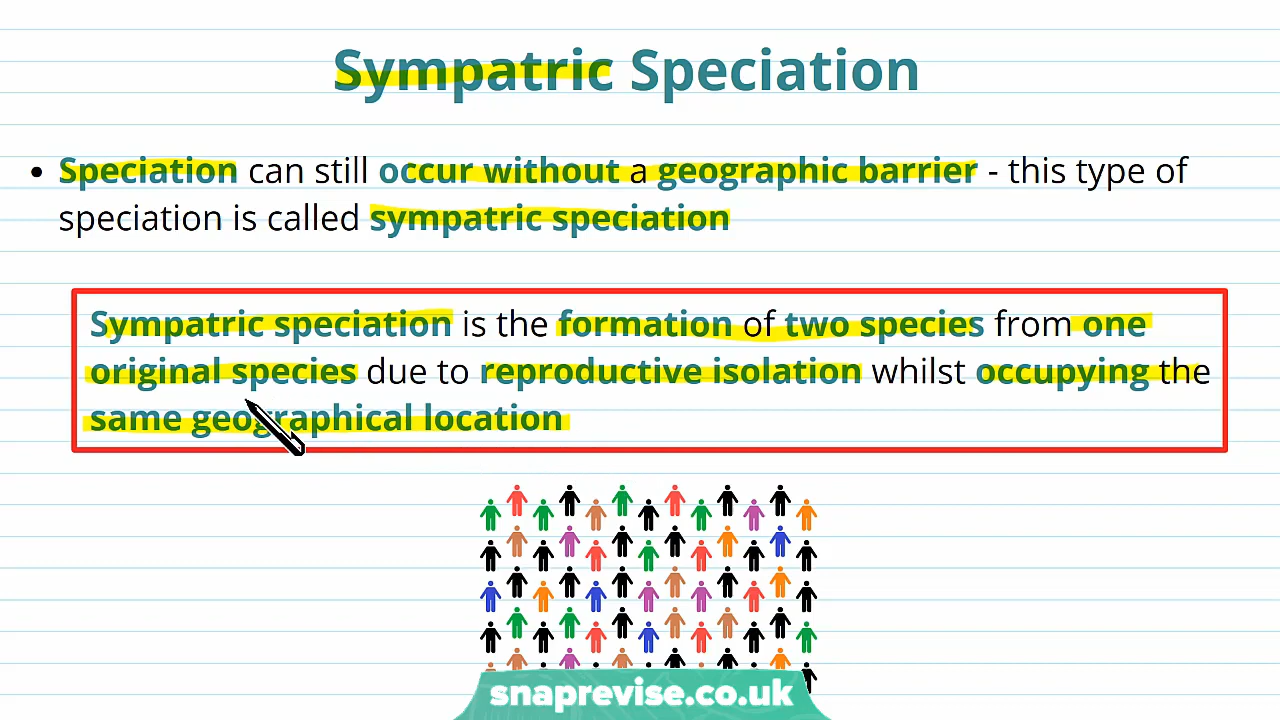 Sympatric Speciation
• Speciation can still occur without a geographic barrier - this type of
speciation is called sympatric speciation
Sympatric speciation is the formation of two species from one
original species due to reproductive isolation whilst occupying the
same geographical location
snaprevise.co.uk